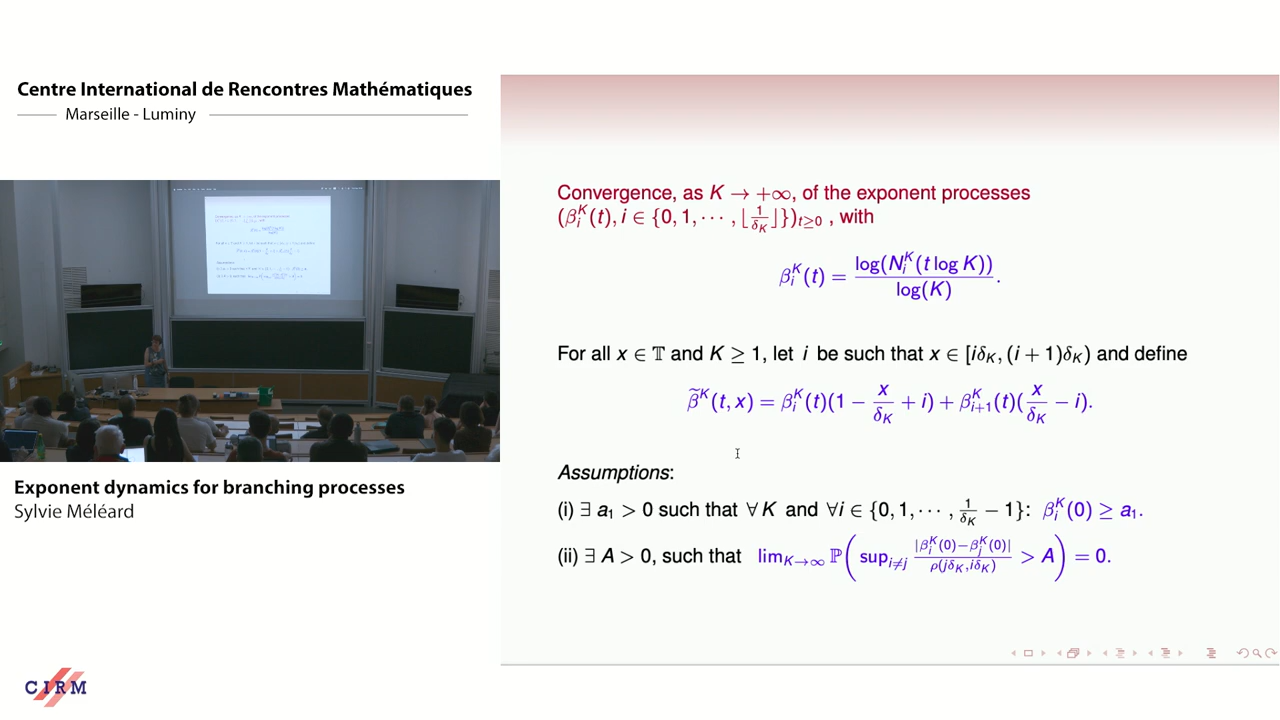 Centre International de Rencontres Mathématiques
Marseille - Luminy
Exponent dynamics for branching processes
Sylvie Méléard
CIRM
Convergence, as K → +∞, of the exponent processes
(β_i^K(t), i ∈ {0, 1, ⋯ , ⌊1/δ_K⌋})_{t≥0} , with
β_i^K(t) = log(N_i^K(t log K)) / log(K).
For all x ∈ 𝕋 and K ≥ 1, let i be such that x ∈ [iδ_K, (i + 1)δ_K) and define
β̃^K(t, x) = β_i^K(t)(1 − x/δ_K + i) + β_{i+1}^K(t)(x/δ_K − i).
Assumptions:
(i) ∃ a_1 > 0 such that ∀ K and ∀i ∈ {0, 1, ⋯ , 1/δ_K − 1}: β_i^K(0) ≥ a_1.
(ii) ∃ A > 0, such that lim_{K→∞} ℙ( sup_{i≠j} |β_i^K(0)−β_j^K(0)| / ρ(jδ_K,iδ_K) > A ) = 0.